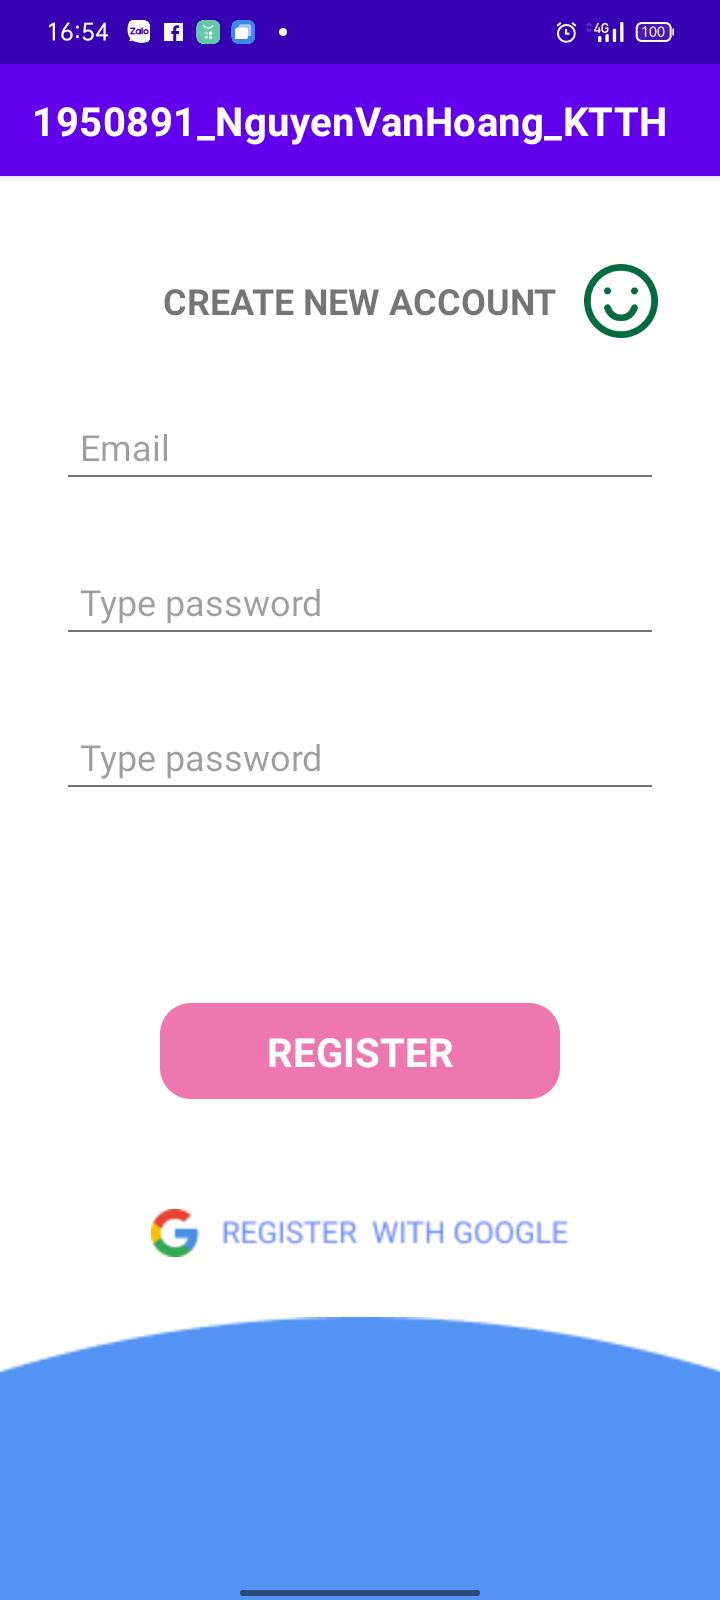 16:54 Zalo 4G 100
1950891_NguyenVanHoang_KTTH
CREATE NEW ACCOUNT
Email
Type password
Type password
REGISTER
REGISTER  WITH GOOGLE